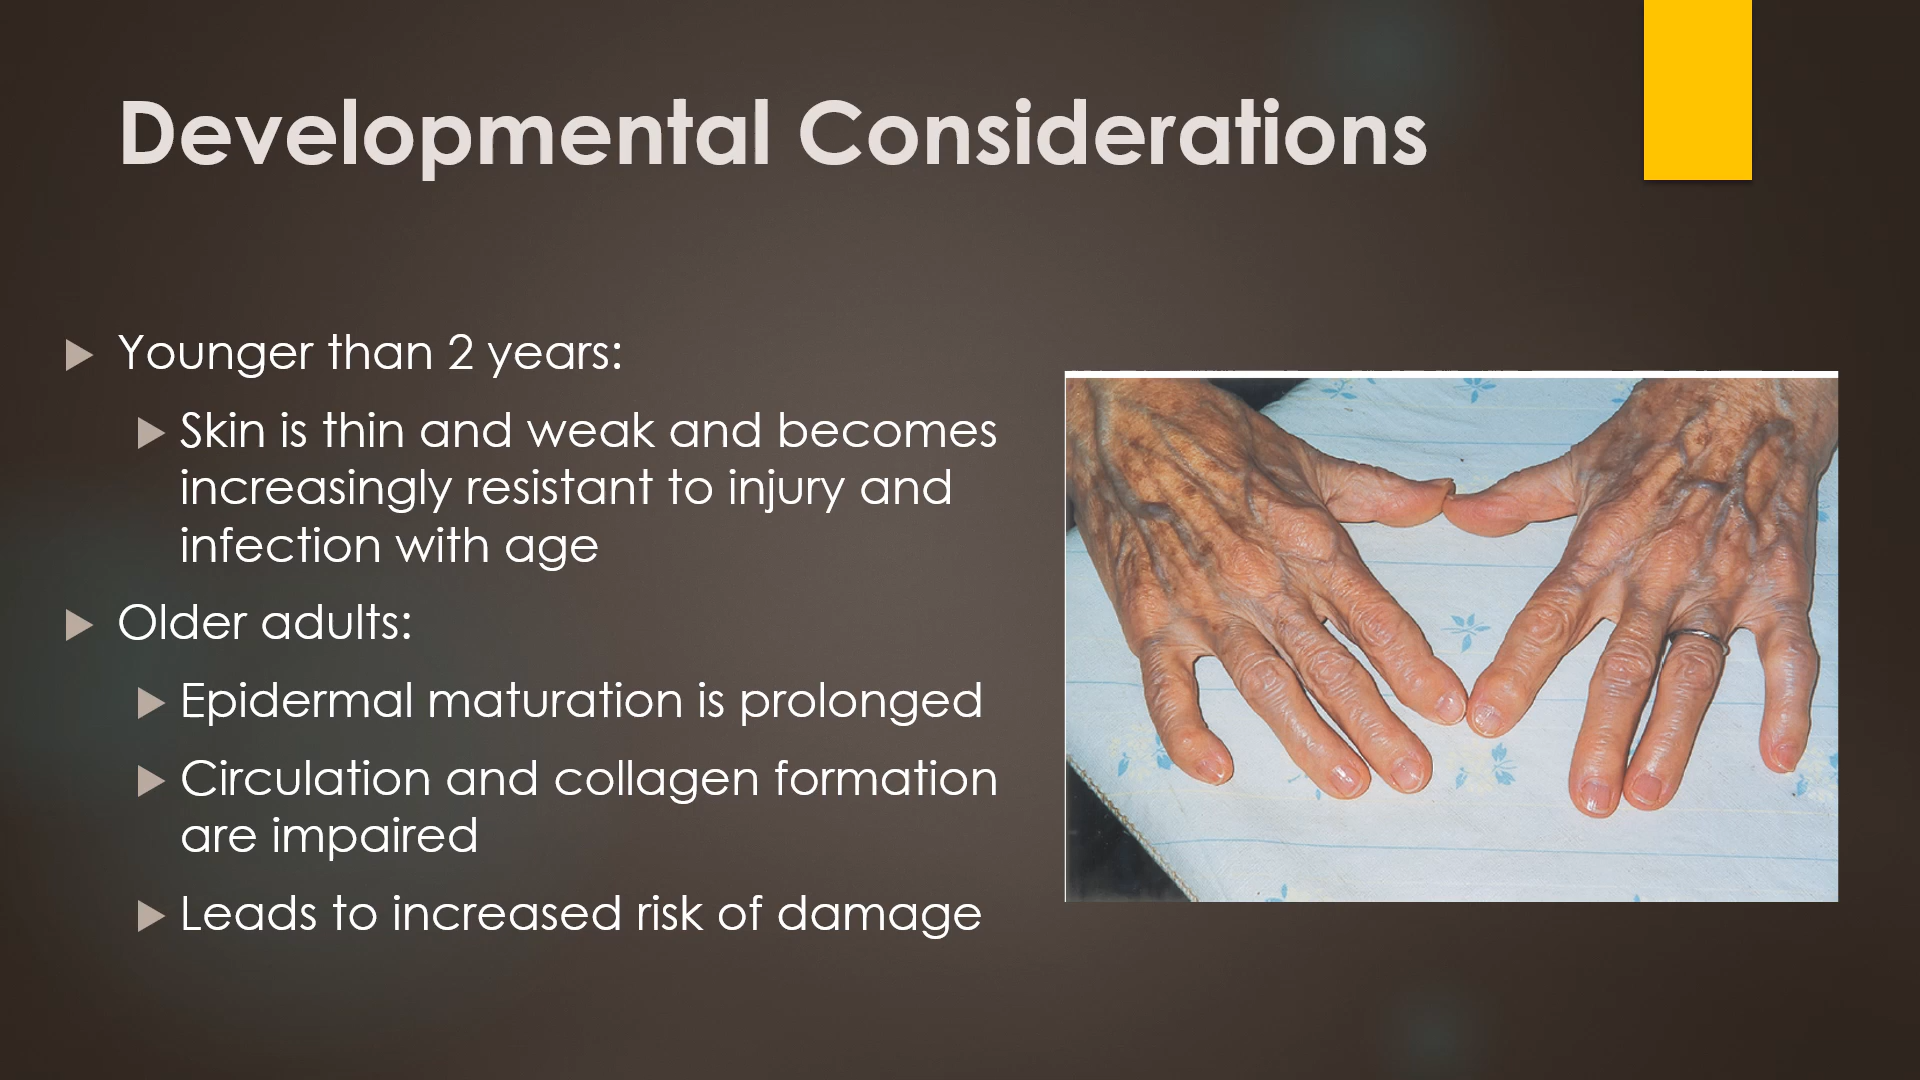 Developmental Considerations
Younger than 2 years:
Skin is thin and weak and becomes
increasingly resistant to injury and
infection with age
Older adults:
Epidermal maturation is prolonged
Circulation and collagen formation
are impaired
Leads to increased risk of damage